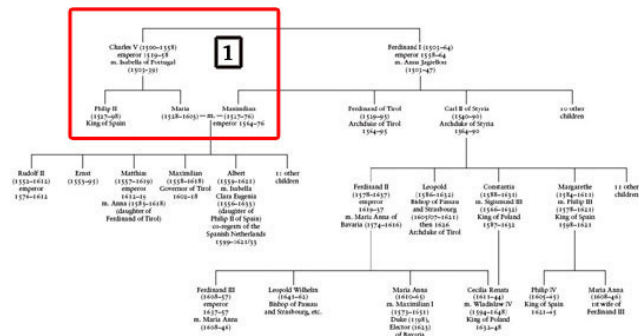 1
Charles V (1500–1558)
emperor 1519–58
m. Isabella of Portugal
(1503–39)
Ferdinand I (1503–64)
emperor 1558–64
m. Anna Jagiellon
(1503–47)
Philip II
(1527–98)
King of Spain
Maria
(1528–1603) — m. —
Maximilian
(1527–76)
emperor 1564–76
Ferdinand of Tirol
(1529–95)
Archduke of Tirol
1564–95
Carl II of Styria
(1540–90)
Archduke of Styria
1564–90
10 other
children
Rudolf II
(1552–1612)
emperor
1576–1612
Ernst
(1553–95)
Matthias
(1557–1619)
emperor
1612–19
m. Anna (1585–1618)
(daughter of
Ferdinand of Tirol)
Maximilian
(1558–1618)
Governor of Tirol
1602–18
Albert
(1559–1621)
m. Isabella
Clara Eugenia
(1556–1633)
(daughter of
Philip II of Spain)
co-regents of the
Spanish Netherlands
1599–1621/33
11 other
children
Ferdinand II
(1578–1637)
emperor
1619–37
m. Maria Anna of
Bavaria (1574–1616)
Leopold
(1586–1632)
Bishop of Passau
and Strasbourg
(1605/07–1621)
then 1626
Archduke of Tirol
Constantia
(1588–1631)
m. Sigismund III
(1566–1632)
King of Poland
1587–1632
Margarethe
(1584–1611)
m. Philip III
(1578–1621)
King of Spain
1598–1621
11 other
children
Ferdinand III
(1608–57)
emperor
1637–57
m. Maria Anna
(1608–46)
Leopold Wilhelm
(1641–62)
Bishop of Passau
and Strasbourg, etc.
Maria Anna
(1610–65)
m. Maximilian I
(1573–1651)
Duke (1598),
Elector (1623)
of Bavaria
Cecilia Renata
(1611–44)
m. Wladislaw IV
(1594–1648)
King of Poland
1632–48
Philip IV
(1605–65)
King of Spain
1621–65
Maria Anna
(1608–46)
1st wife of
Ferdinand III